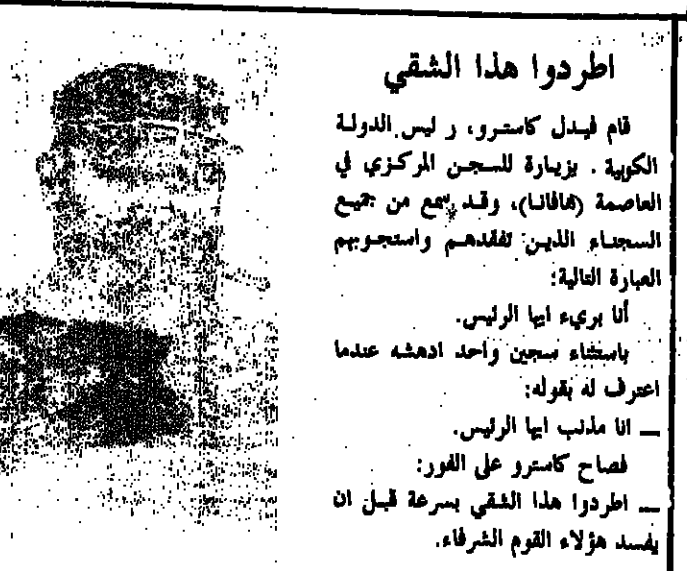 اطردوا هذا الشقي
قام فيدل كاسترو، ر ليس الدولة
الكوبية . بزيارة للسجن المركزي في
العاصمة (هافانا)، وقد سمع من جميع
السجناء الذين تفقدهم واستجوبهم
العبارة التالية:
أنا بريء ايها الرئيس.
باستثناء سجين واحد ادهشه عندما
اعترف له بقوله:
ـــ انا مذنب ايها الرئيس.
فصاح كاسترو على الفور:
ـــ اطردوا هذا الشقي بسرعة قبل ان
يفسد هؤلاء القوم الشرفاء.